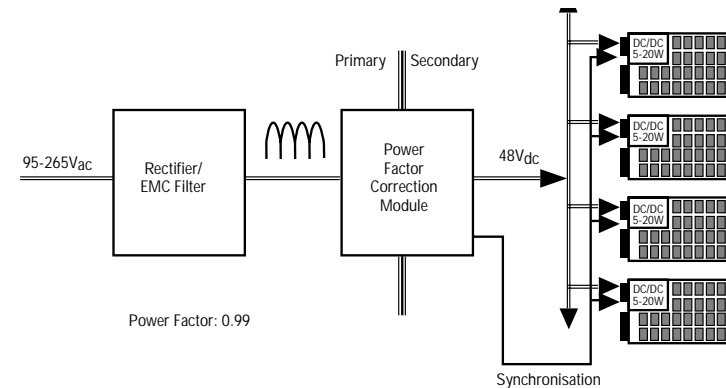 Primary
Secondary
95-265Vac
Rectifier/
EMC Filter
Power
Factor
Correction
Module
48Vdc
DC/DC
5-20W
DC/DC
5-20W
DC/DC
5-20W
DC/DC
5-20W
Power Factor: 0.99
Synchronisation